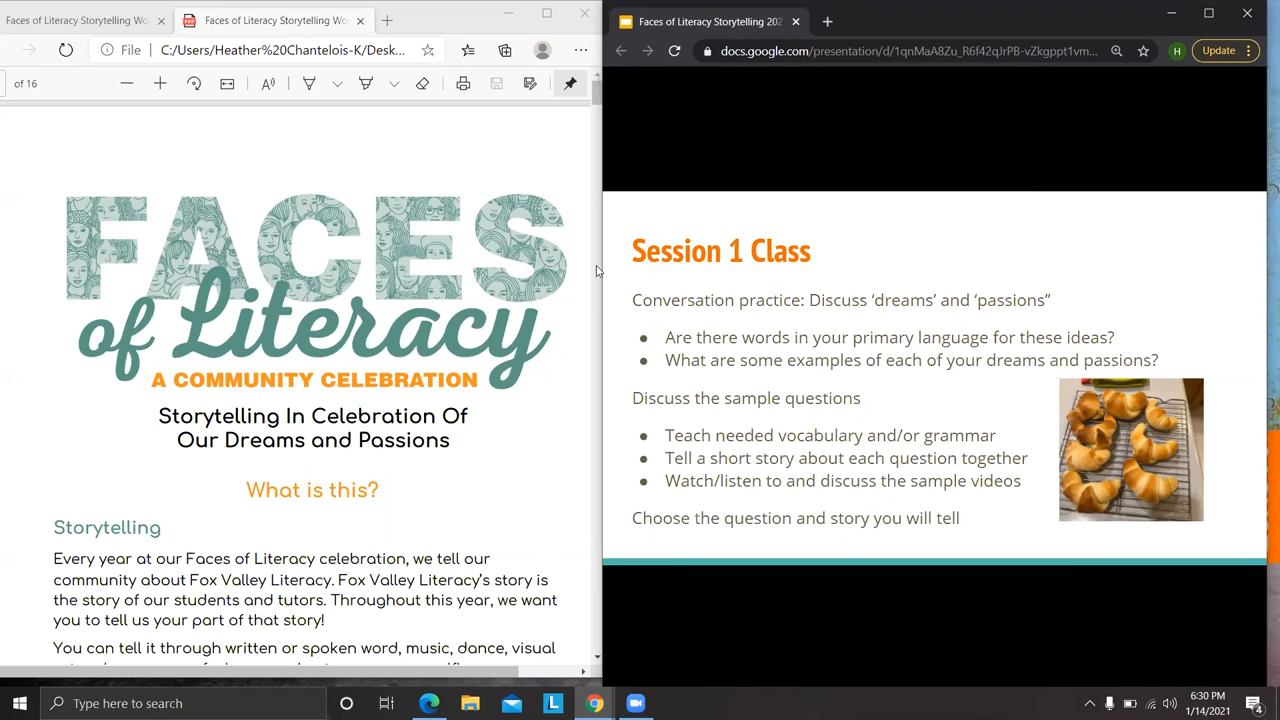 Faces of Literacy Storytelling Wo
Faces of Literacy Storytelling Wo
File
C:/Users/Heather%20Chantelois-K/Desk...
of 16
FACES
of Literacy
A COMMUNITY CELEBRATION
Storytelling In Celebration Of
Our Dreams and Passions
What is this?
Storytelling
Every year at our Faces of Literacy celebration, we tell our
community about Fox Valley Literacy. Fox Valley Literacy's story is
the story of our students and tutors. Throughout this year, we want
you to tell us your part of that story!
You can tell it through written or spoken word, music, dance, visual
Faces of Literacy Storytelling 202
docs.google.com/presentation/d/1qnMaA8Zu_R6f42qJrPB-vZkgppt1vm...
H
Update
Session 1 Class
Conversation practice: Discuss ‘dreams’ and ‘passions”
Are there words in your primary language for these ideas?
What are some examples of each of your dreams and passions?
Discuss the sample questions
Teach needed vocabulary and/or grammar
Tell a short story about each question together
Watch/listen to and discuss the sample videos
Choose the question and story you will tell
Type here to search
L
6:30 PM
1/14/2021
4